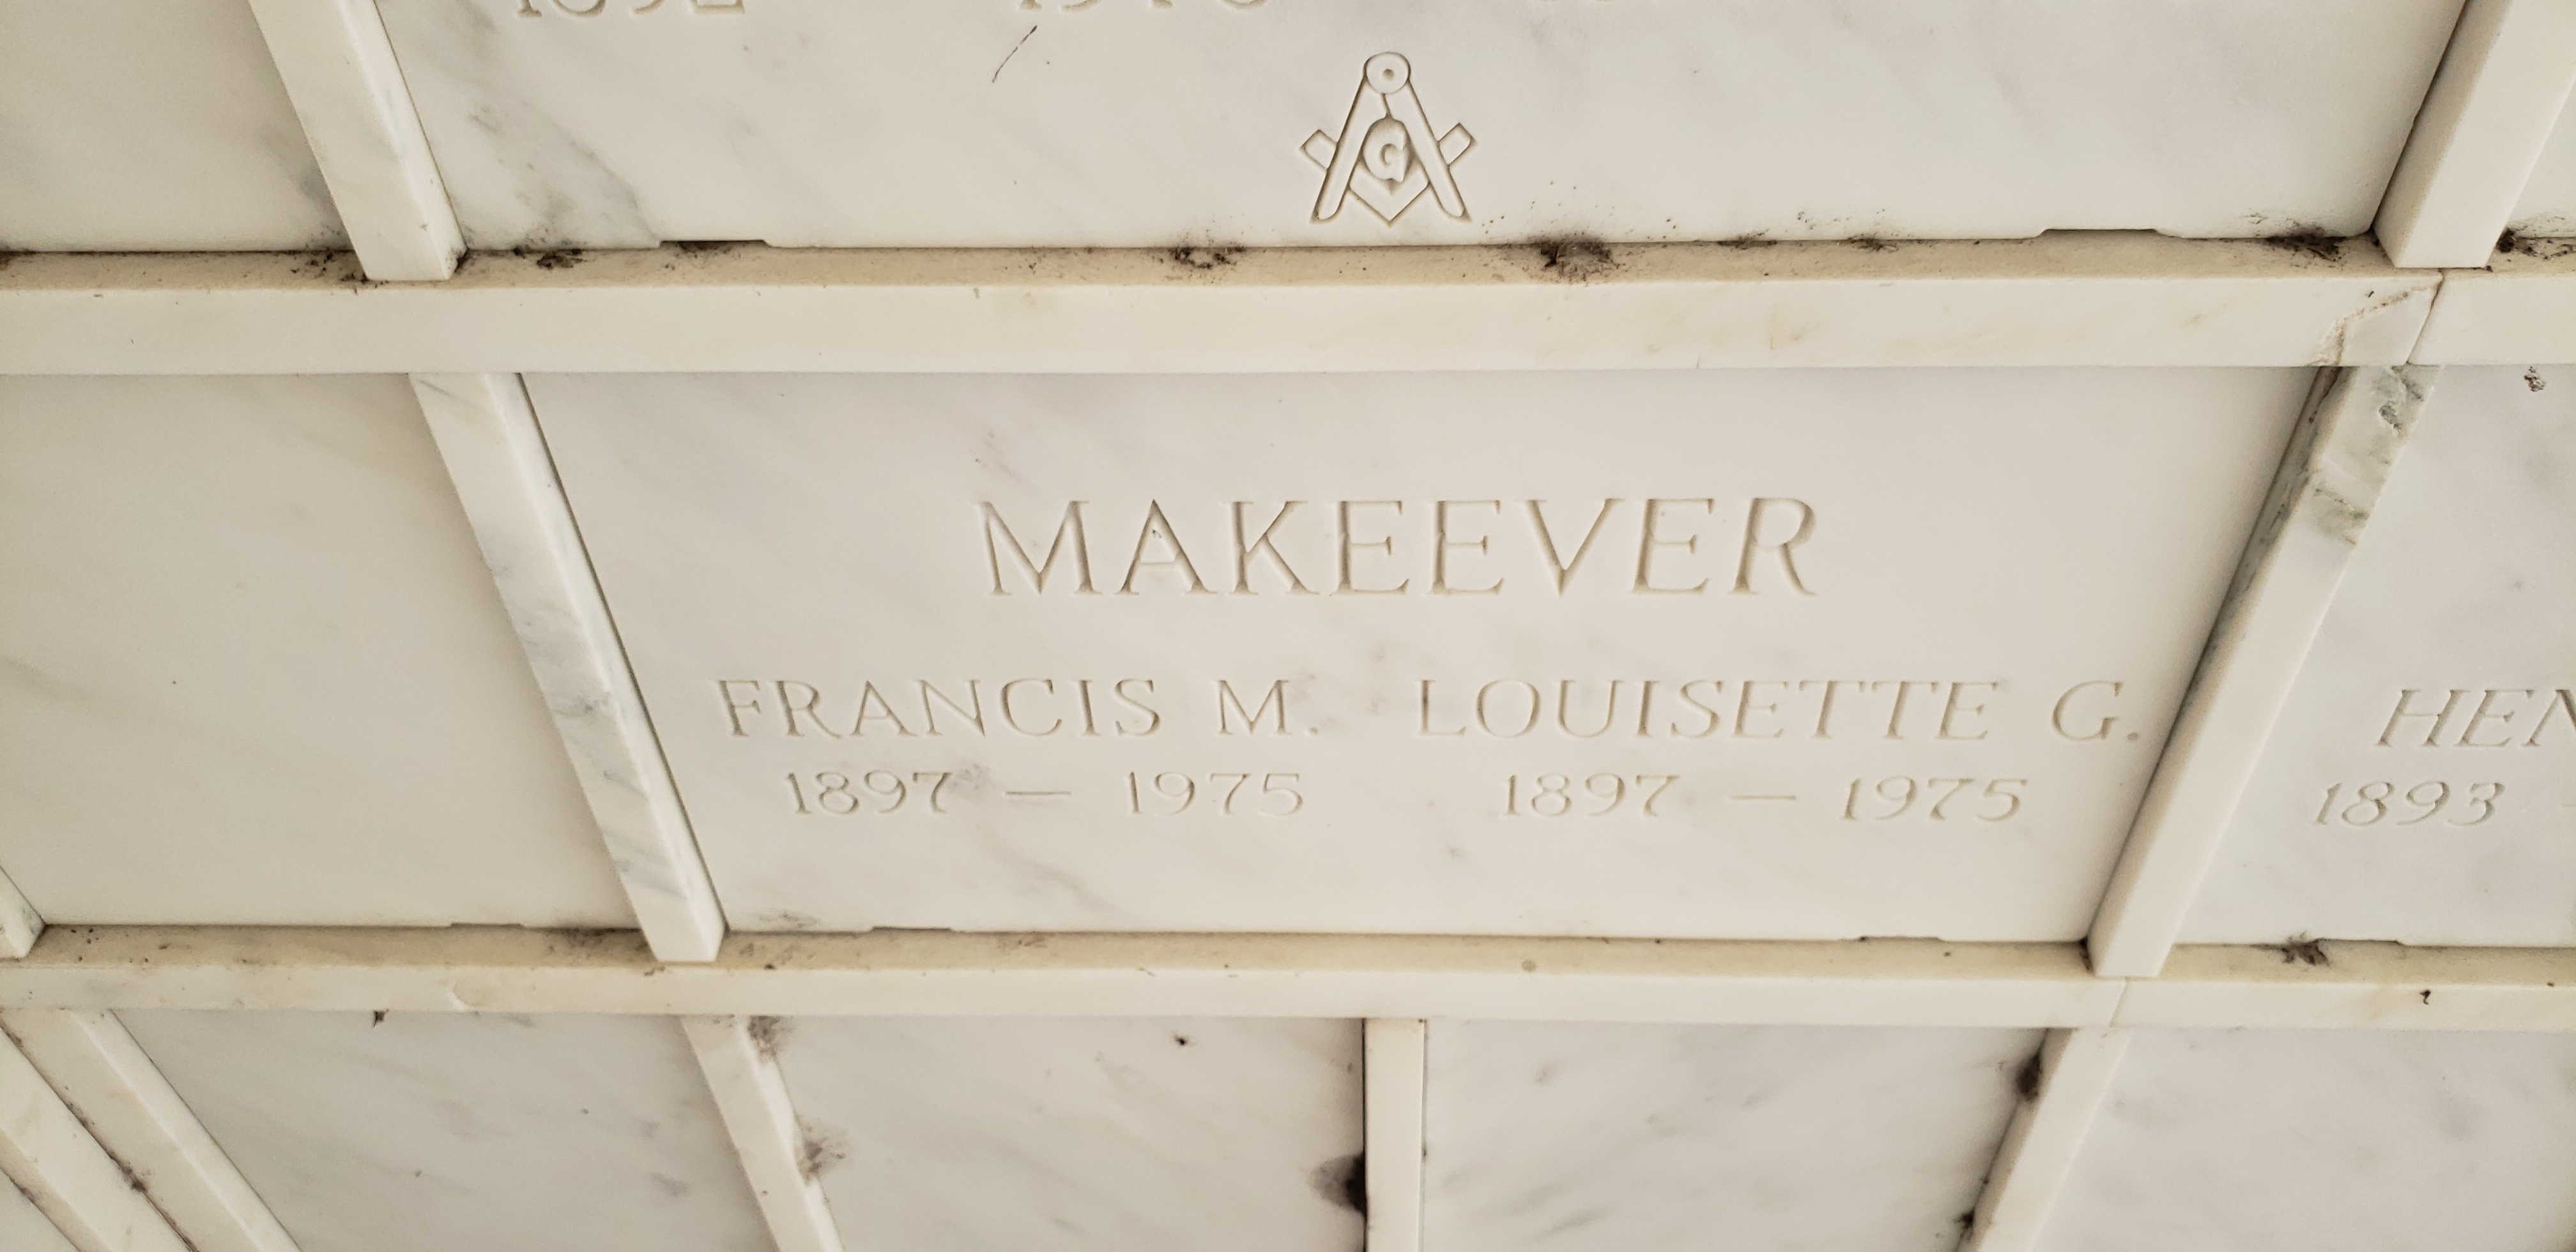 G
MAKEEVER
FRANCIS M. LOUISETTE G.
1897 — 1975 1897 — 1975
1893